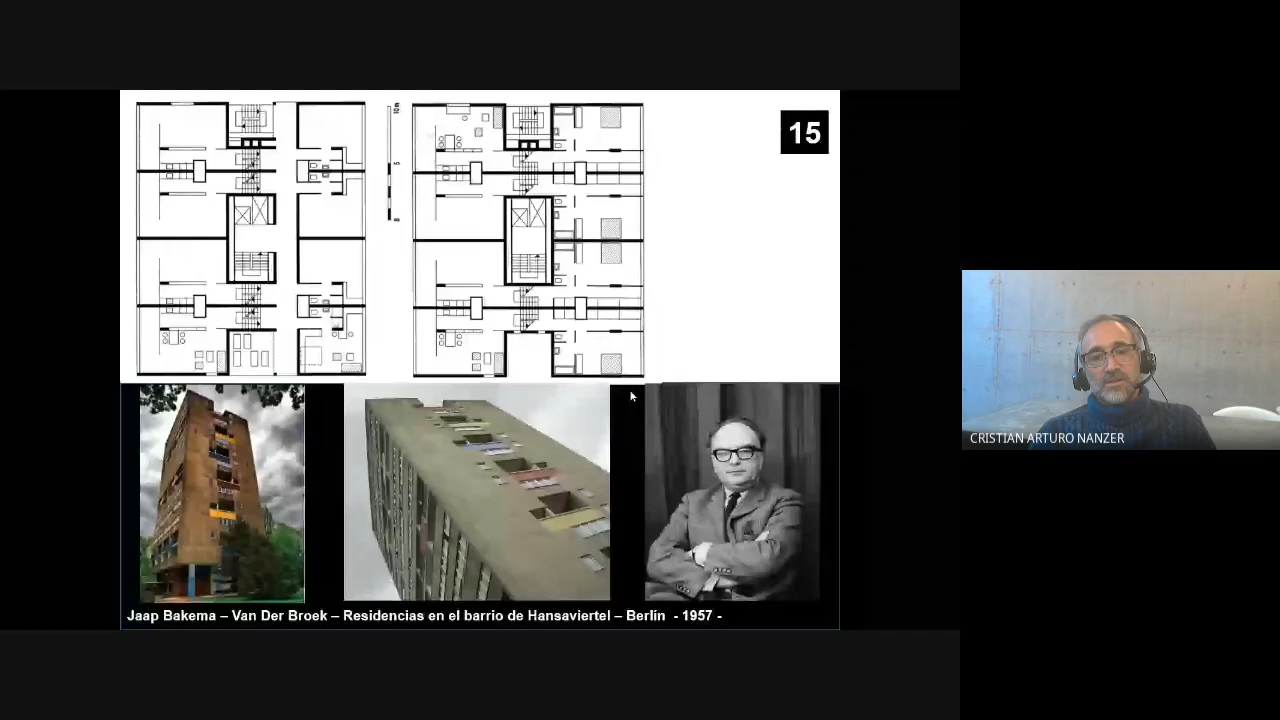 15
10m
5
0
Jaap Bakema – Van Der Broek – Residencias en el barrio de Hansaviertel – Berlín - 1957 -
CRISTIAN ARTURO NANZER